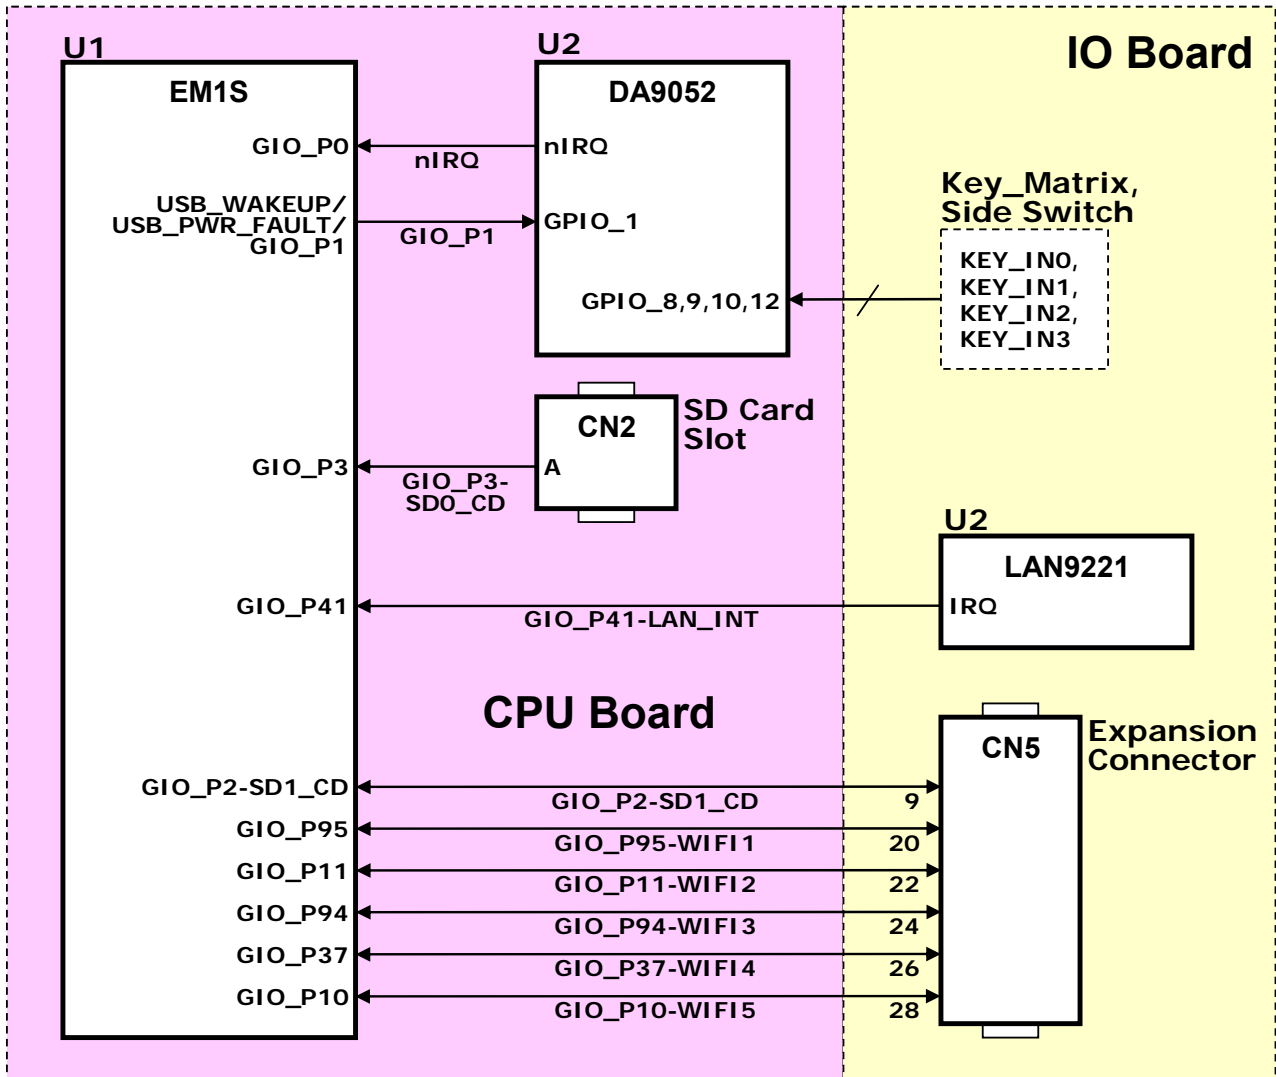 U1
EM1S
GIO_P0
USB_WAKEUP/
USB_PWR_FAULT/
GIO_P1
GIO_P3
GIO_P41
GIO_P2-SD1_CD
GIO_P95
GIO_P11
GIO_P94
GIO_P37
GIO_P10
nIRQ
GIO_P1
U2
DA9052
nIRQ
GPIO_1
GPIO_8,9,10,12
GIO_P3-
SD0_CD
CN2
A
SD Card
Slot
GIO_P41-LAN_INT
CPU Board
GIO_P2-SD1_CD
GIO_P95-WIFI1
GIO_P11-WIFI2
GIO_P94-WIFI3
GIO_P37-WIFI4
GIO_P10-WIFI5
IO Board
Key_Matrix,
Side Switch
KEY_IN0,
KEY_IN1,
KEY_IN2,
KEY_IN3
U2
LAN9221
IRQ
CN5
Expansion
Connector
9
20
22
24
26
28